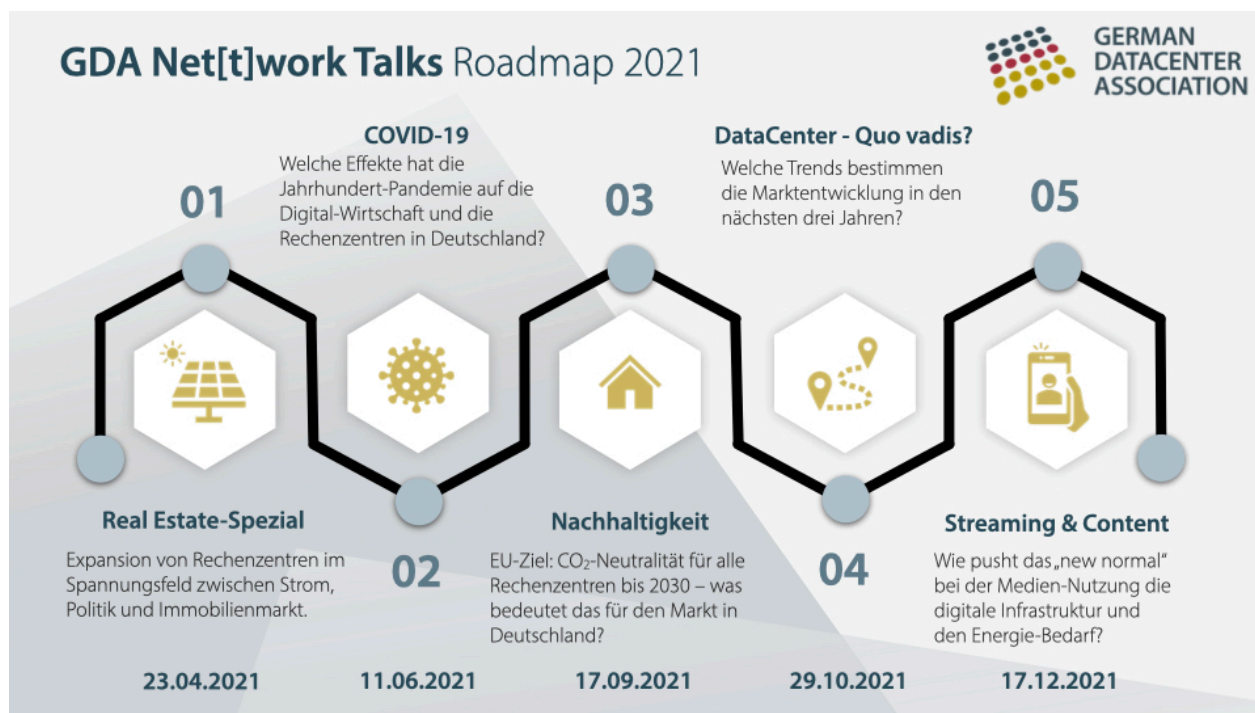 GDA Net[t]work Talks Roadmap 2021
GERMAN
DATACENTER
ASSOCIATION
01
Real Estate-Spezial
Expansion von Rechenzentren im
Spannungsfeld zwischen Strom,
Politik und Immobilienmarkt.
23.04.2021
COVID-19
Welche Effekte hat die
Jahrhundert-Pandemie auf die
Digital-Wirtschaft und die
Rechenzentren in Deutschland?
02
11.06.2021
03
Nachhaltigkeit
EU-Ziel: CO₂-Neutralität für alle
Rechenzentren bis 2030 – was
bedeutet das für den Markt in
Deutschland?
17.09.2021
DataCenter - Quo vadis?
Welche Trends bestimmen
die Marktentwicklung in den
nächsten drei Jahren?
04
29.10.2021
05
Streaming & Content
Wie pusht das „new normal“
bei der Medien-Nutzung die
digitale Infrastruktur und
den Energie-Bedarf?
17.12.2021